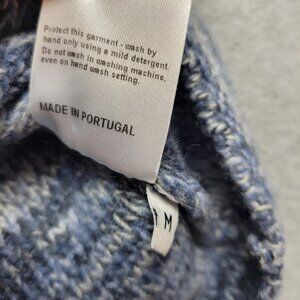 Protect this garment - wash by
hand only using a mild detergent.
Do not wash in washing machine,
even on hand wash setting.
MADE IN PORTUGAL
M